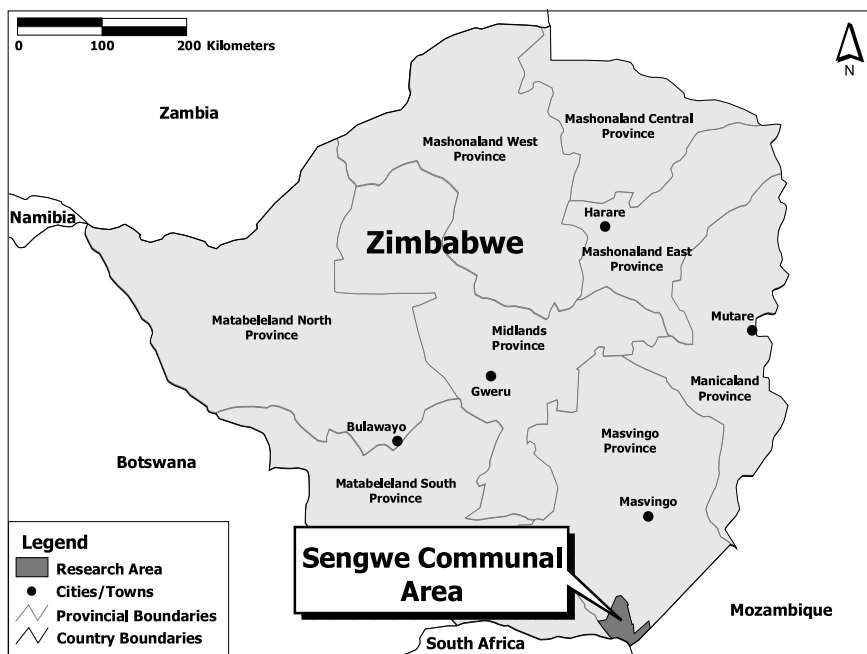 0 100 200 Kilometers
N
Zambia
Mashonaland Central
Province
Mashonaland West
Province
Namibia
Harare
Zimbabwe
Mashonaland East
Province
Matabeleland North
Province
Midlands
Province
Mutare
Gweru
Manicaland
Province
Bulawayo
Masvingo
Province
Botswana
Matabeleland South
Province
Masvingo
Legend
Research Area
Cities/Towns
Provincial Boundaries
Country Boundaries
Sengwe Communal
Area
Mozambique
South Africa